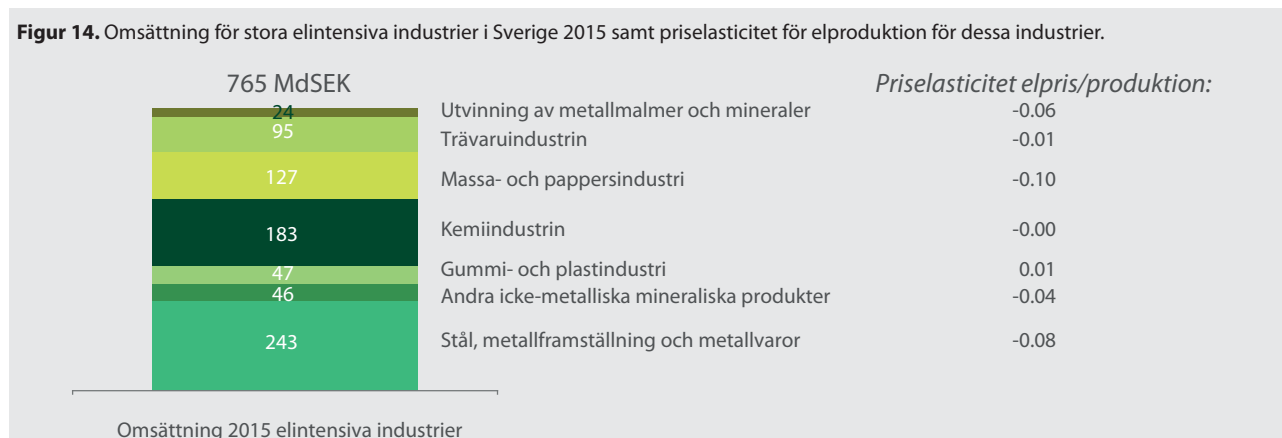 Figur 14. Omsättning för stora elintensiva industrier i Sverige 2015 samt priselasticitet för elproduktion för dessa industrier.
765 MdSEK
Priselasticitet elpris/produktion:
24 Utvinning av metallmalmer och mineraler -0.06
95 Trävaruindustrin -0.01
127 Massa- och pappersindustri -0.10
183 Kemiindustrin -0.00
47 Gummi- och plastindustri 0.01
46 Andra icke-metalliska mineraliska produkter -0.04
243 Stål, metallframställning och metallvaror -0.08
Omsättning 2015 elintensiva industrier